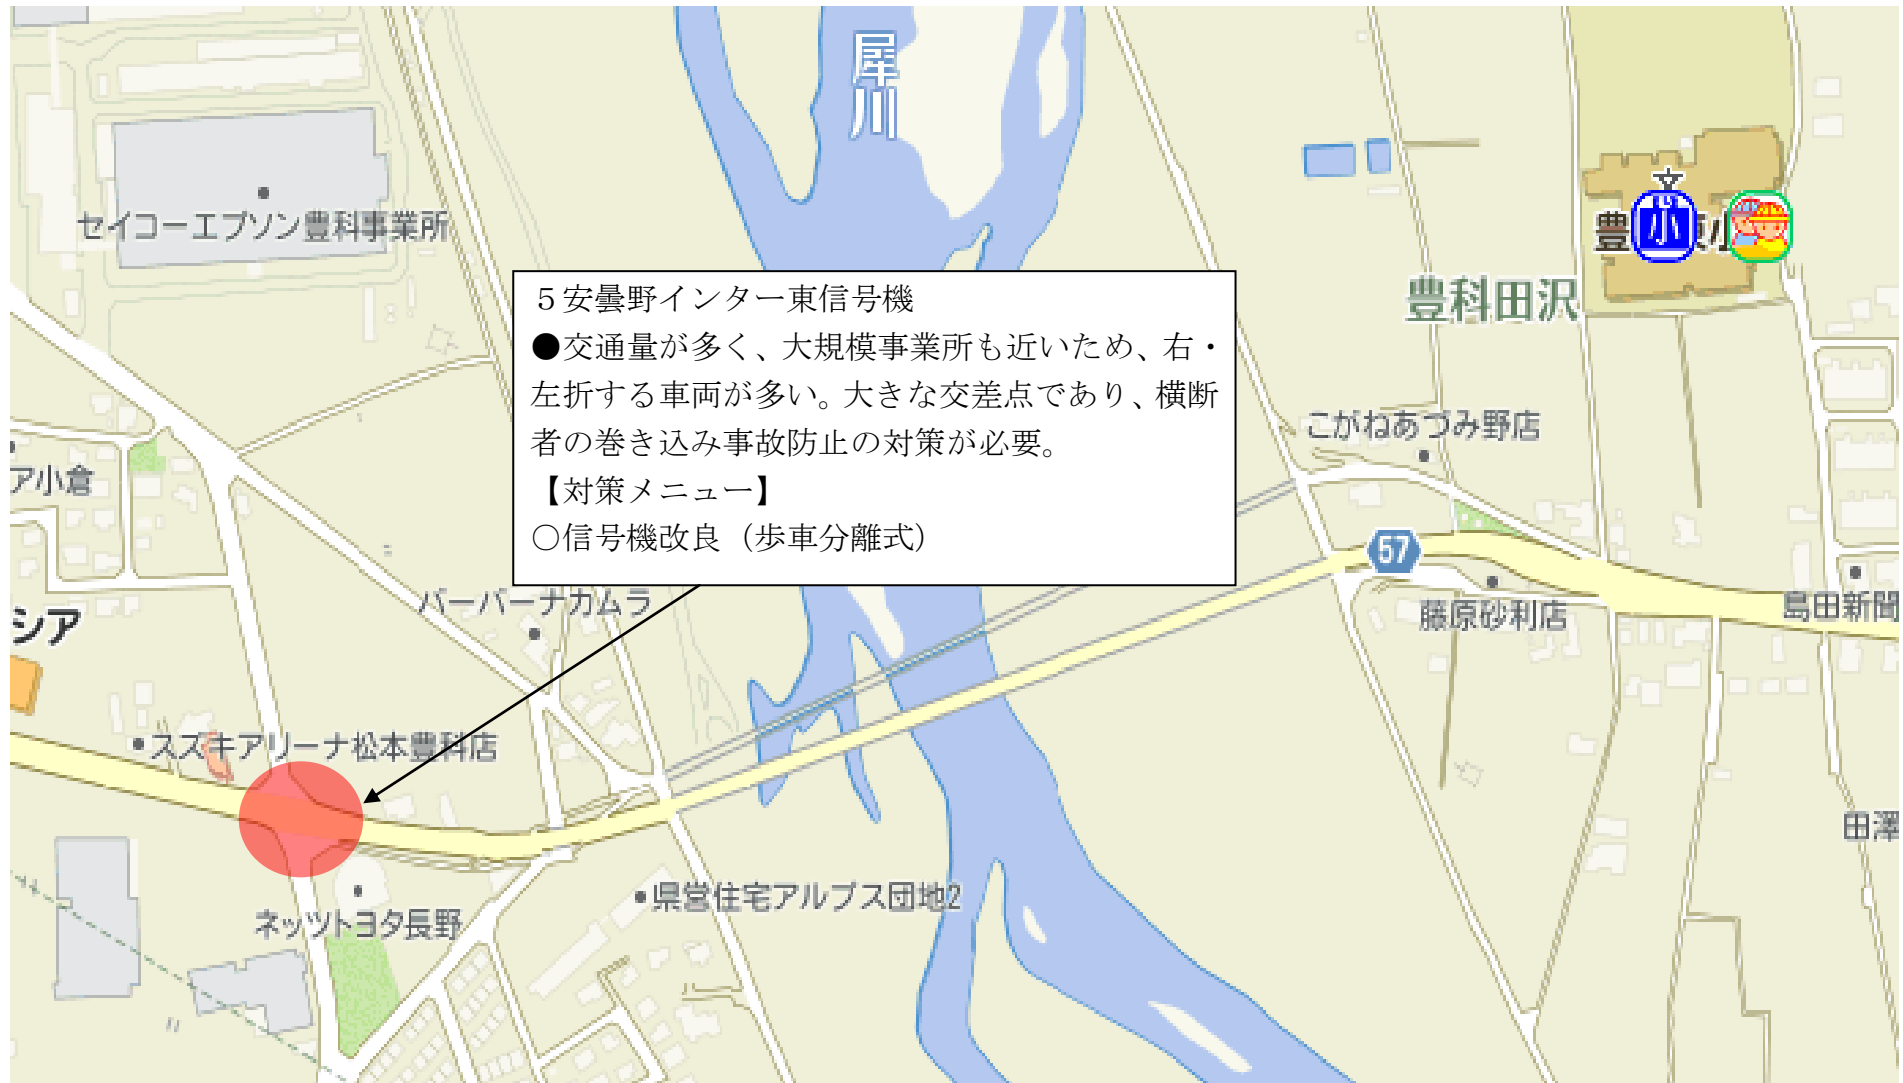 犀川
セイコーエプソン豊科事業所
小
豊科田沢
５安曇野インター東信号機
●交通量が多く、大規模事業所も近いため、右・
左折する車両が多い。大きな交差点であり、横断
者の巻き込み事故防止の対策が必要。
【対策メニュー】
○信号機改良（歩車分離式）
こがねあづみ野店
ア小倉
57
バーバーナカムラ
藤原砂利店
島田新聞
シア
スズキアリーナ松本豊科店
田澤
県営住宅アルプス団地2
ネッツトヨタ長野